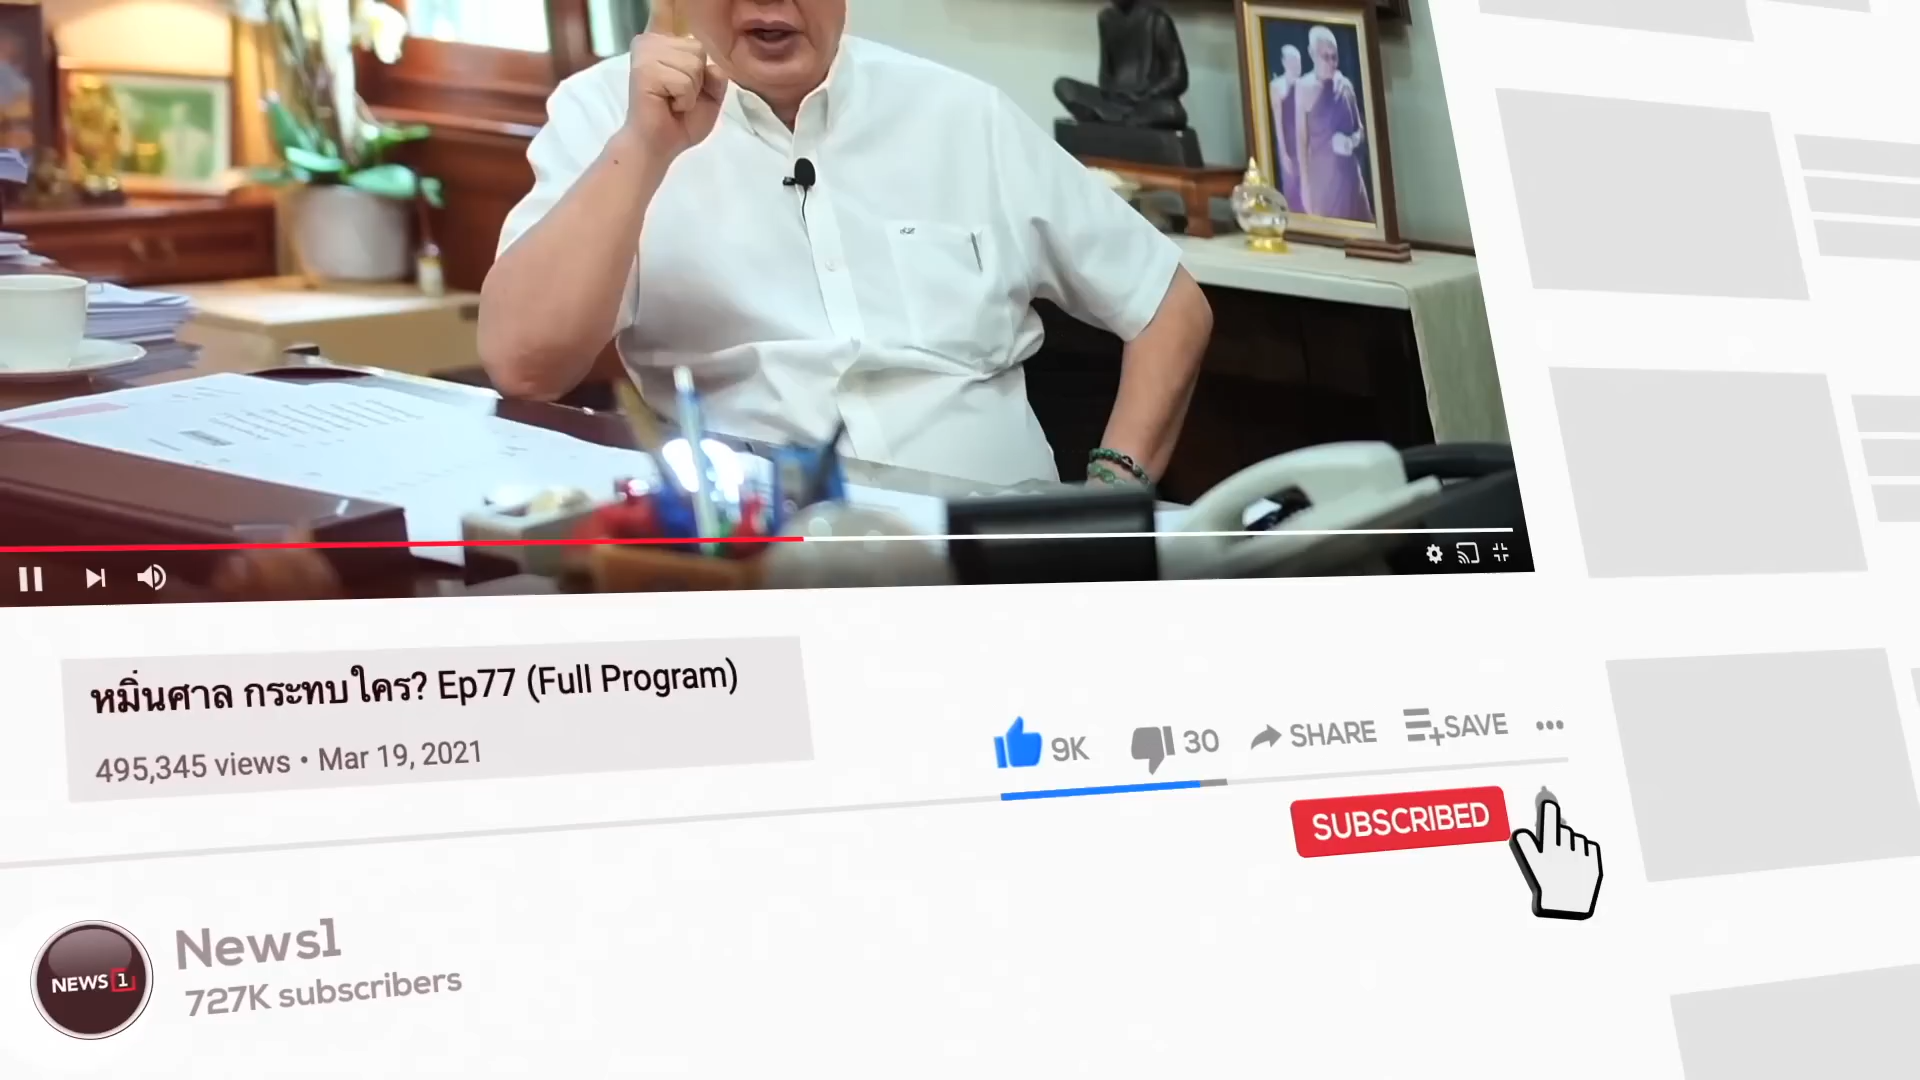 หมิ่นศาล กระทบใคร? Ep77 (Full Program)
495,345 views • Mar 19, 2021
9K
30
SHARE
SAVE
SUBSCRIBED
NEWS 1
News1
727K subscribers